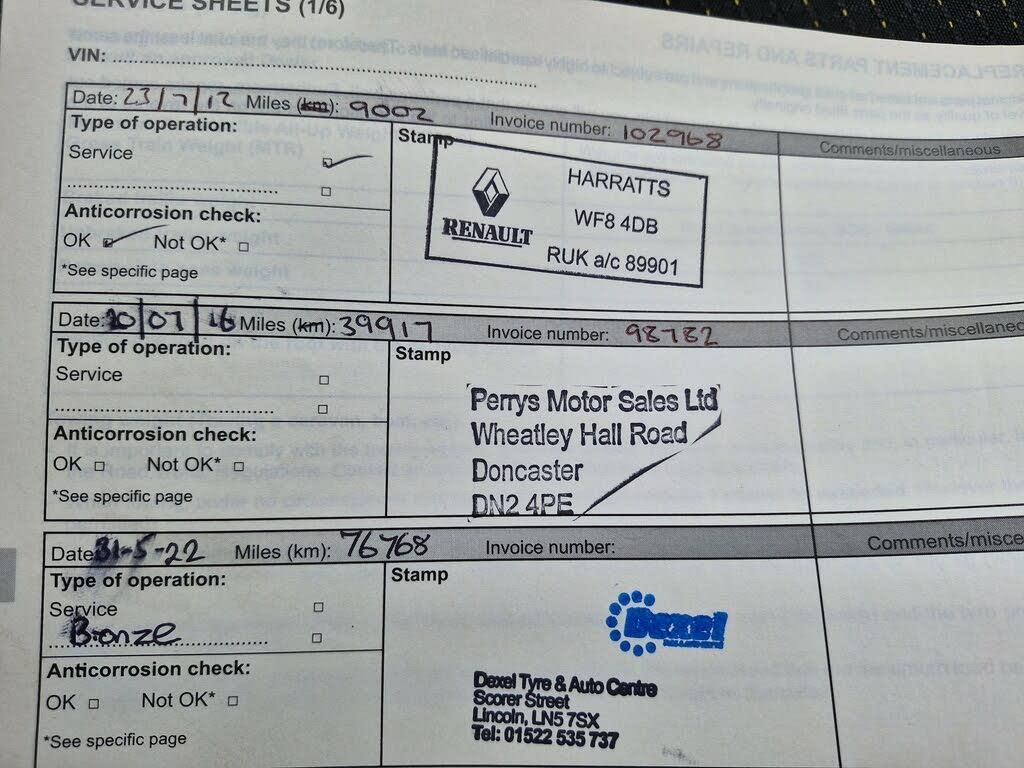 SERVICE SHEETS (1/6)
VIN:
Date: 23/7/12 Miles (km): 9002 Invoice number: 102968 Comments/miscellaneous
Type of operation:
Stamp
Service
Anticorrosion check:
OK Not OK*
*See specific page
RENAULT
HARRATTS
WF8 4DB
RUK a/c 89901
Date: 20/07/16 Miles (km): 39917 Invoice number: 98782 Comments/miscellaneo
Type of operation:
Stamp
Service
Anticorrosion check:
OK Not OK*
*See specific page
Perrys Motor Sales Ltd
Wheatley Hall Road
Doncaster
DN2 4PE
Date 31-5-22 Miles (km): 76768 Invoice number: Comments/misce
Type of operation:
Stamp
Service
Bronze
Anticorrosion check:
OK Not OK*
*See specific page
Dexel
Dexel Tyre & Auto Centre
Scorer Street
Lincoln, LN5 7SX
Tel: 01522 535 737
REPLACEMENT PARTS AND REPAIRS